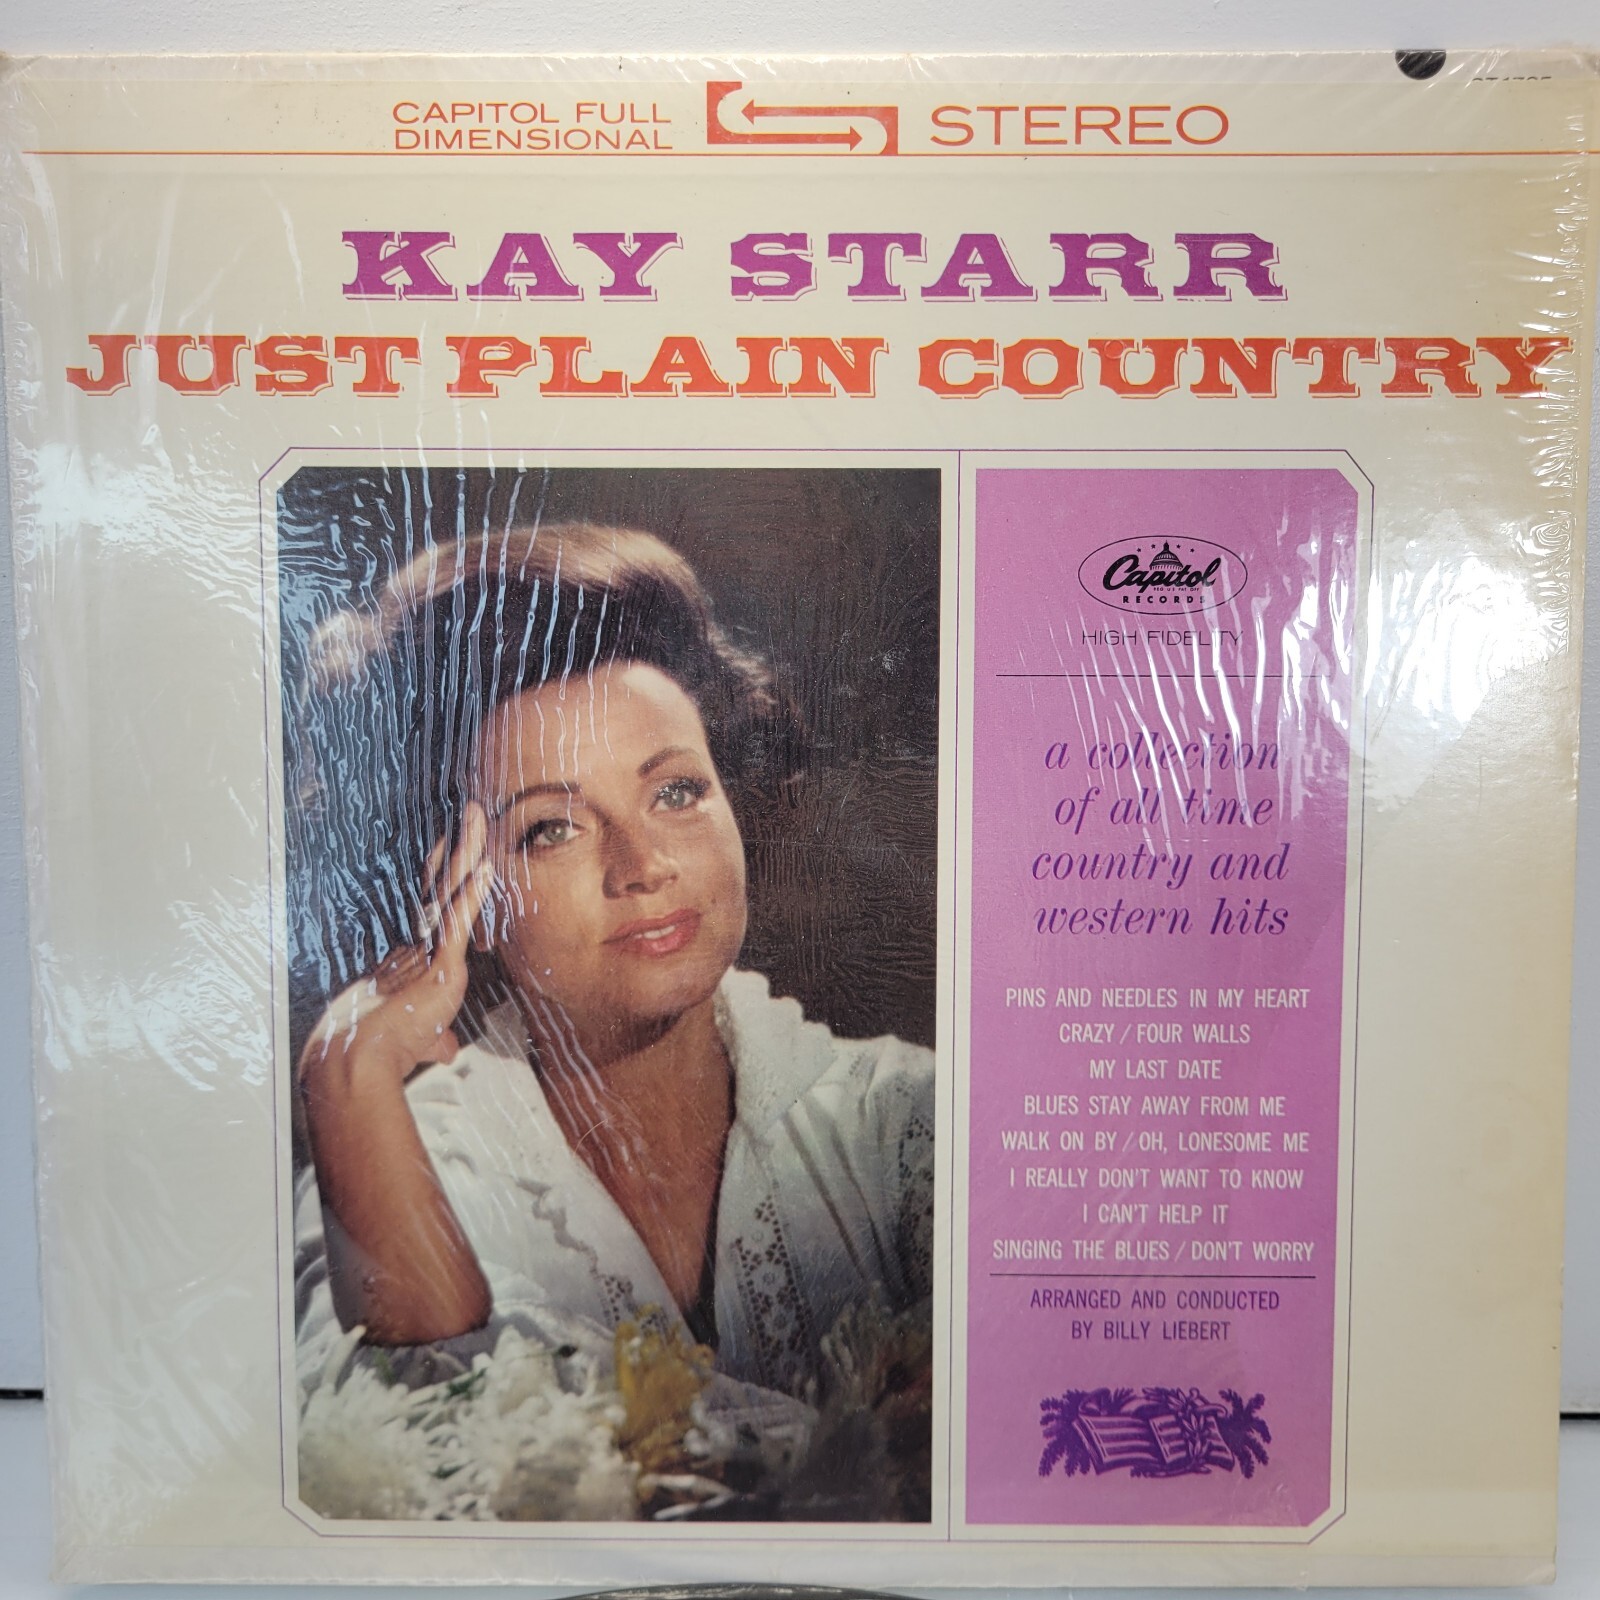 CAPITOL FULL
DIMENSIONAL
STEREO
KAY STARR
JUST PLAIN COUNTRY
Capitol
RECORDS
HIGH FIDELITY
a collection
of all time
country and
western hits
PINS AND NEEDLES IN MY HEART
CRAZY / FOUR WALLS
MY LAST DATE
BLUES STAY AWAY FROM ME
WALK ON BY / OH, LONESOME ME
I REALLY DON'T WANT TO KNOW
I CAN'T HELP IT
SINGING THE BLUES / DON'T WORRY
ARRANGED AND CONDUCTED
BY BILLY LIEBERT